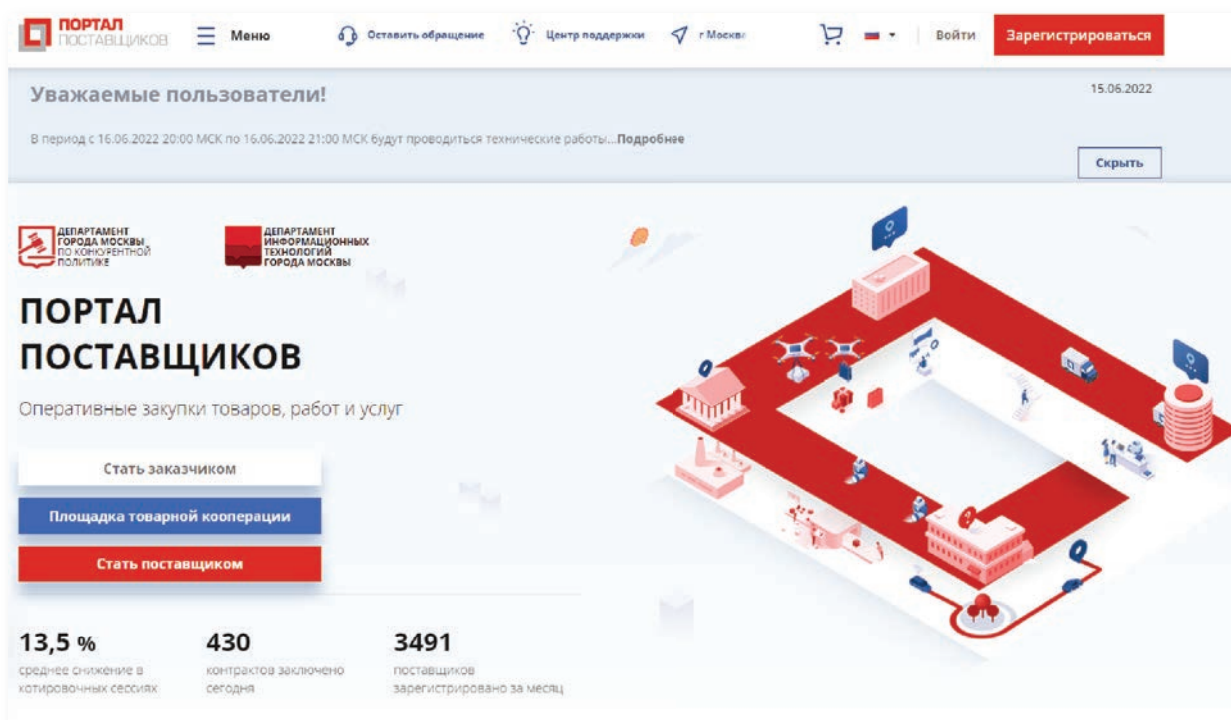 ПОРТАЛ
ПОСТАВЩИКОВ
Меню
Оставить обращение
Центр поддержки
г Москва
Войти
Зарегистрироваться
Уважаемые пользователи!
15.06.2022
В период с 16.06.2022 20:00 МСК по 16.06.2022 21:00 МСК будут проводиться технические работы...Подробнее
Скрыть
ДЕПАРТАМЕНТ
ГОРОДА МОСКВЫ
ПО КОНКУРЕНТНОЙ
ПОЛИТИКЕ
ДЕПАРТАМЕНТ
ИНФОРМАЦИОННЫХ
ТЕХНОЛОГИЙ
ГОРОДА МОСКВЫ
ПОРТАЛ
ПОСТАВЩИКОВ
Оперативные закупки товаров, работ и услуг
Стать заказчиком
Площадка товарной кооперации
Стать поставщиком
13,5 %
среднее снижение в
котировочных сессиях
430
контрактов заключено
сегодня
3491
поставщиков
зарегистрировано за месяц